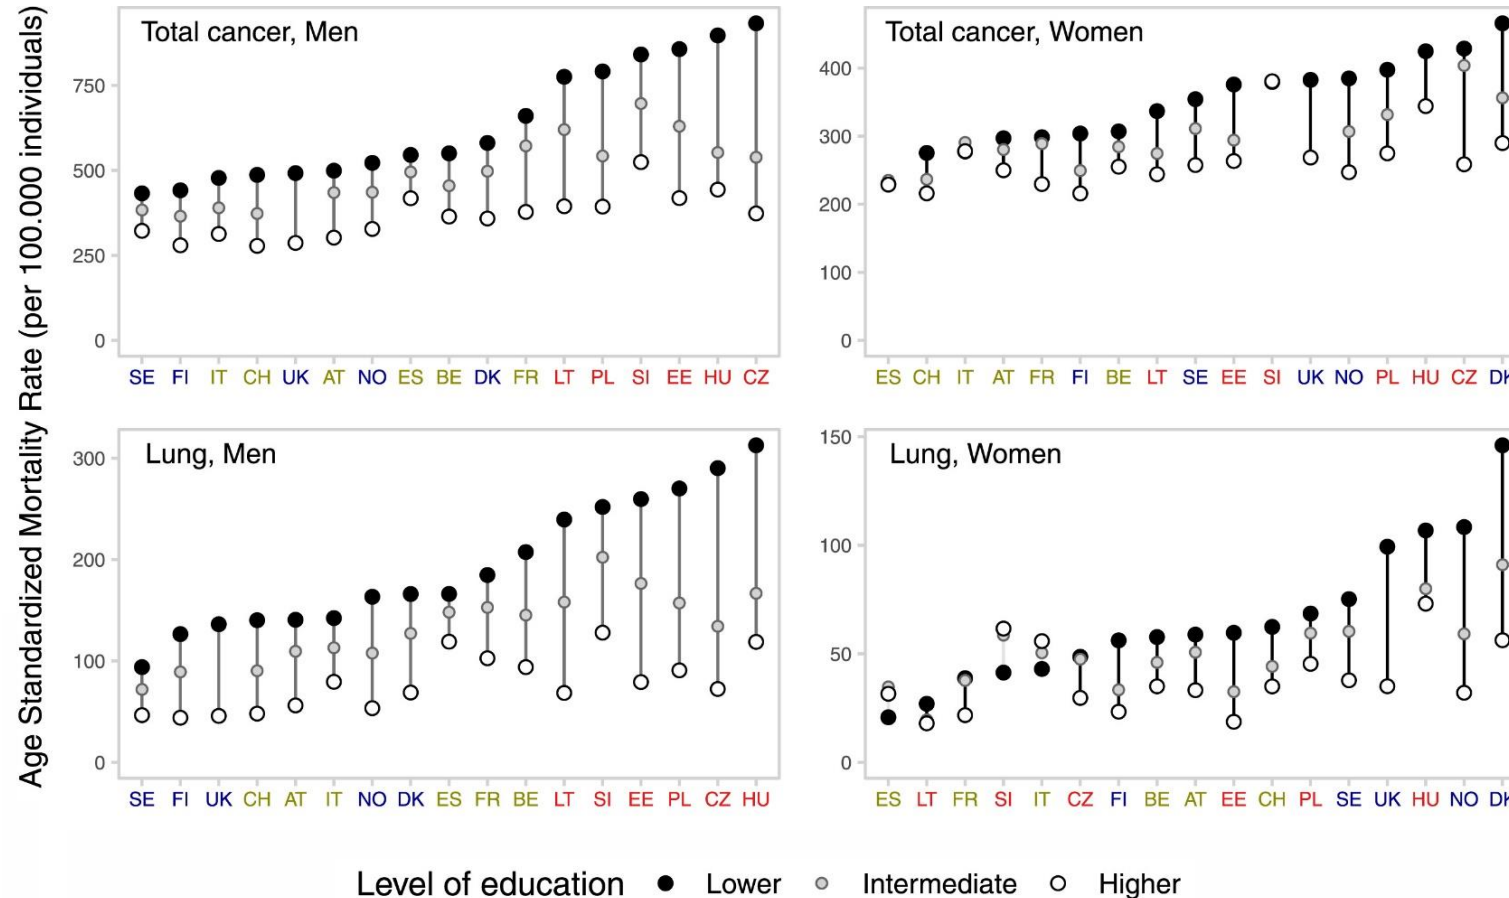 Age Standardized Mortality Rate (per 100.000 individuals)
Total cancer, Men
750
500
250
0
SE FI IT CH UK AT NO ES BE DK FR LT PL SI EE HU CZ
Total cancer, Women
400
300
200
100
0
ES CH IT AT FR FI BE LT SE EE SI UK NO PL HU CZ DK
Lung, Men
300
200
100
0
SE FI UK CH AT IT NO DK ES FR BE LT SI EE PL CZ HU
150
Lung, Women
100
50
0
ES LT FR SI IT CZ FI BE AT EE CH PL SE UK HU NO DK
Level of education Lower Intermediate Higher